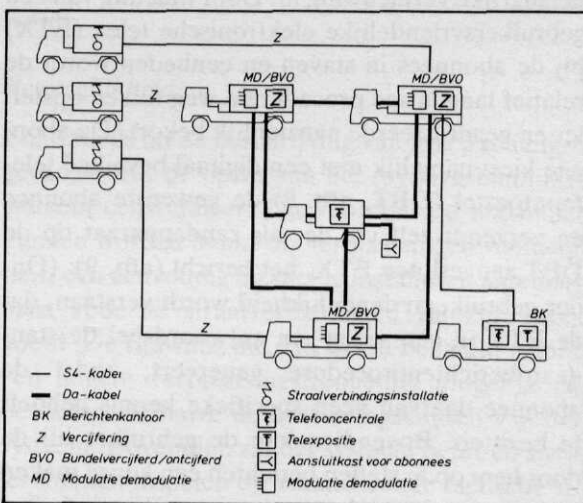 Z
MD/BVO
MD/BVO
Z
Z
Z
MD/BVO
BK
Z
Z
S4-kabel
Da-kabel
BK Berichtenkantoor
Z Vercijfering
BVO Bundelvercijferd/ontcijferd
MD Modulatie demodulatie
Straalverbindingsinstallatie
Telefooncentrale
Telexpositie
Kabelnet voor abonnees
Modulatie demodulatie